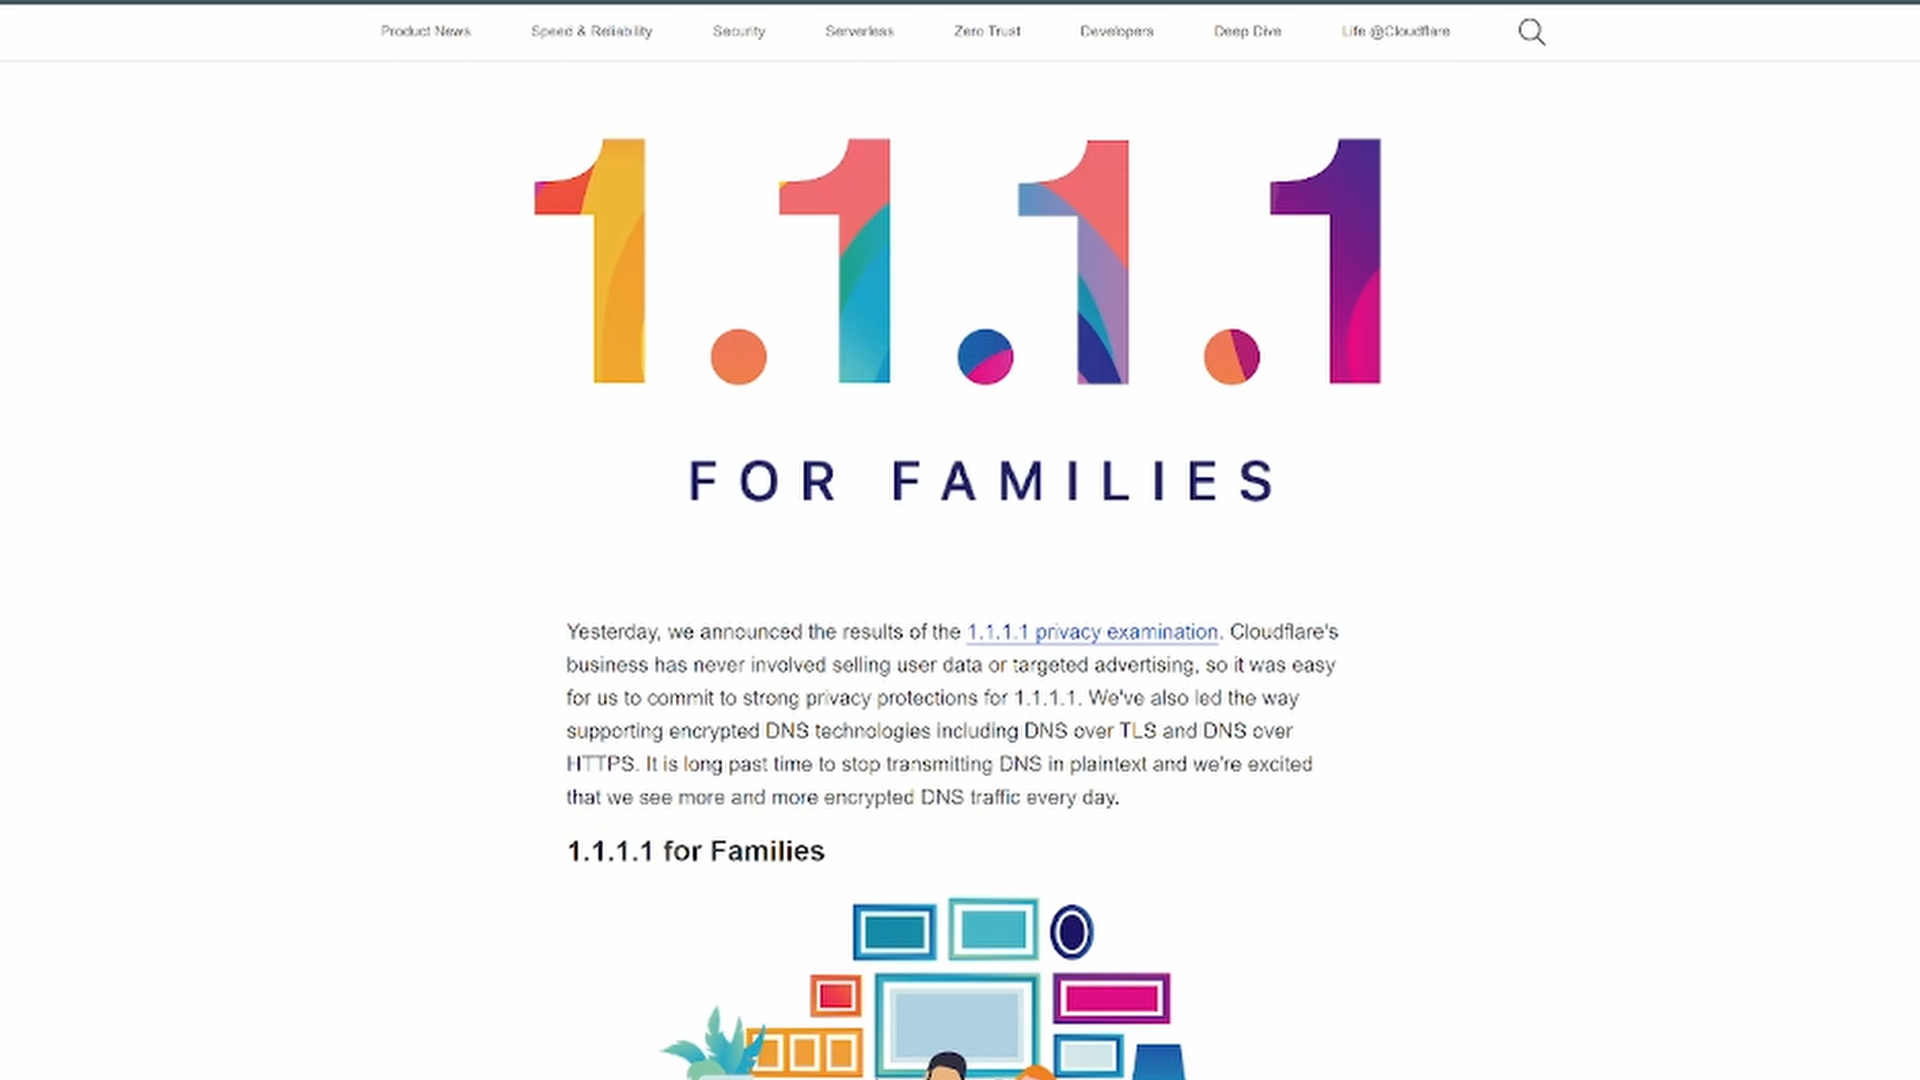 Product News Speed & Reliability Security Serverless Zero Trust Developers Deep Dive Life @Cloudflare
1.1.1.1
FOR FAMILIES
Yesterday, we announced the results of the 1.1.1.1 privacy examination. Cloudflare's
business has never involved selling user data or targeted advertising, so it was easy
for us to commit to strong privacy protections for 1.1.1.1. We've also led the way
supporting encrypted DNS technologies including DNS over TLS and DNS over
HTTPS. It is long past time to stop transmitting DNS in plaintext and we're excited
that we see more and more encrypted DNS traffic every day.
1.1.1.1 for Families